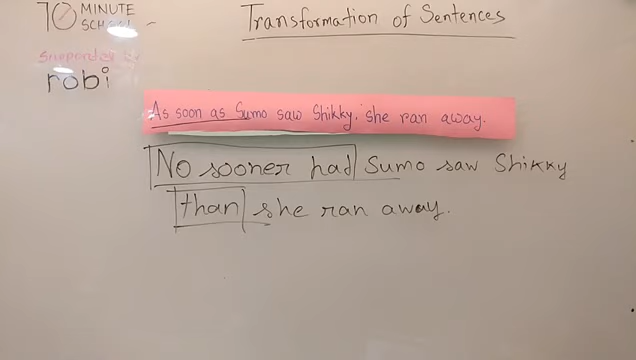 10 MINUTE SCHOOL
Transformation of Sentences
robi
As soon as Sumo saw Shikky, she ran away.
No sooner had Sumo saw Shikky
than she ran away.